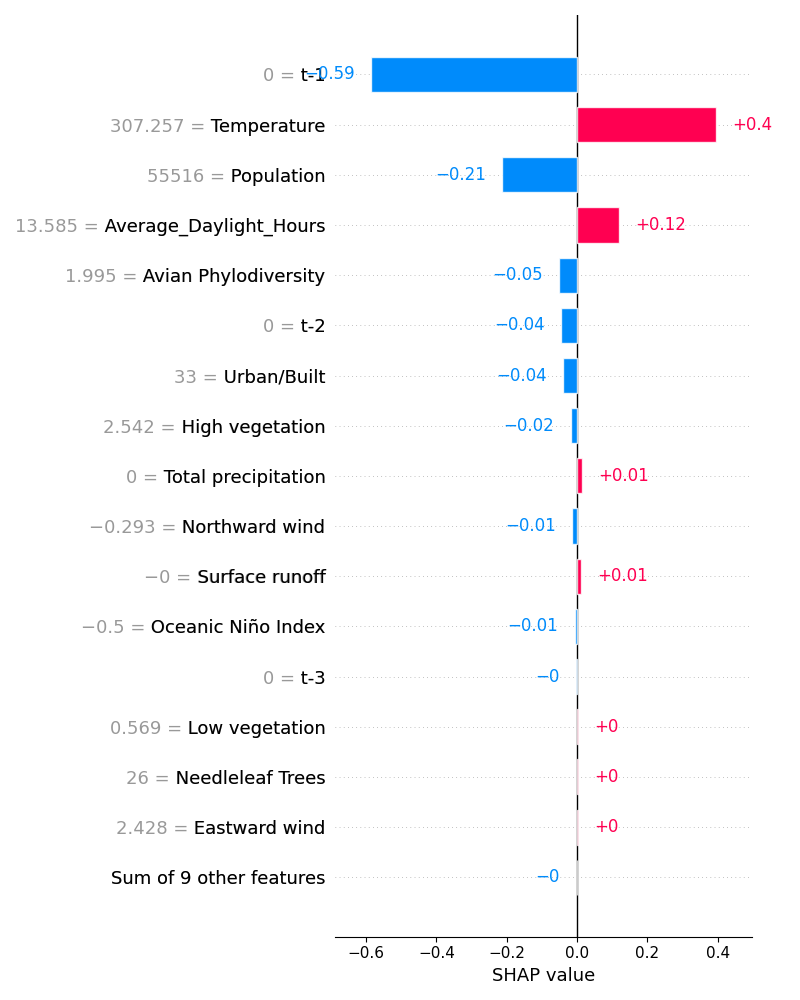 0 = t-1 −0.59
307.257 = Temperature +0.4
55516 = Population −0.21
13.585 = Average_Daylight_Hours +0.12
1.995 = Avian Phylodiversity −0.05
0 = t-2 −0.04
33 = Urban/Built −0.04
2.542 = High vegetation −0.02
0 = Total precipitation +0.01
−0.293 = Northward wind −0.01
−0 = Surface runoff +0.01
−0.5 = Oceanic Niño Index −0.01
0 = t-3 −0
0.569 = Low vegetation +0
26 = Needleleaf Trees +0
2.428 = Eastward wind +0
Sum of 9 other features −0
−0.6 −0.4 −0.2 0.0 0.2 0.4
SHAP value